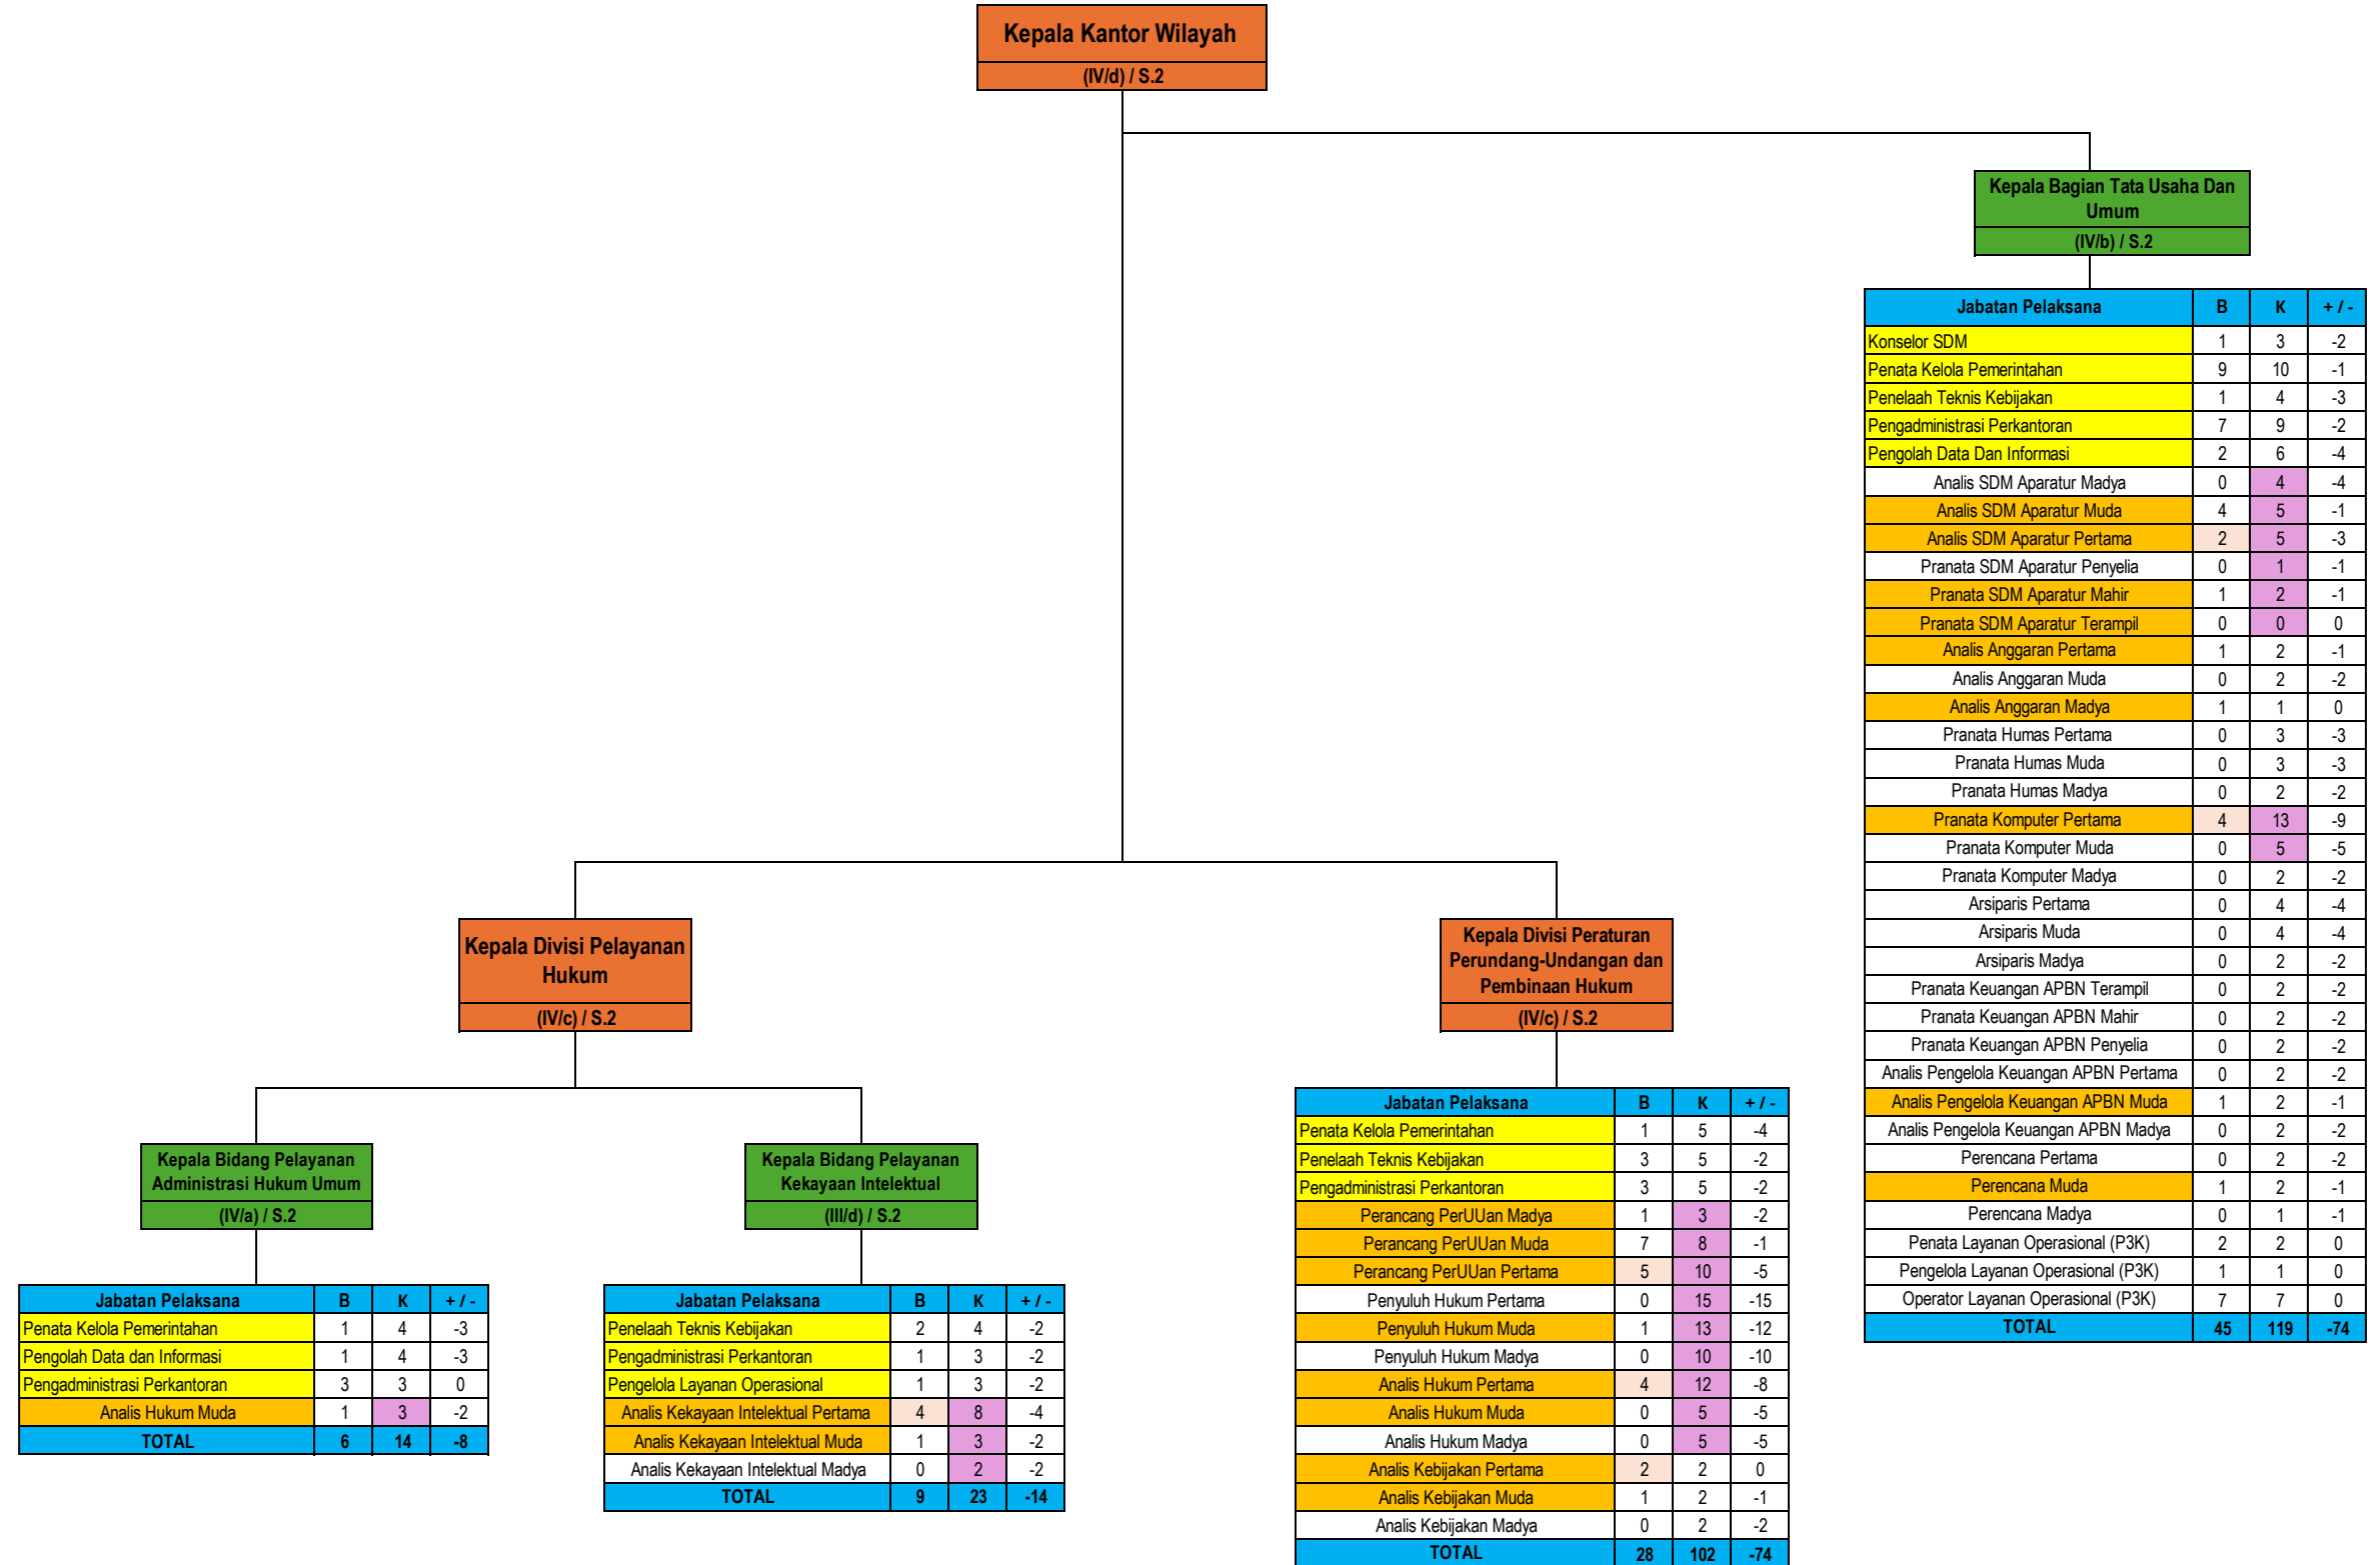 Kepala Kantor Wilayah
(IV/d) / S.2
Kepala Bagian Tata Usaha Dan
Umum
(IV/b) / S.2
Jabatan Pelaksana B K + / -
Konselor SDM 1 3 -2
Penata Kelola Pemerintahan 9 10 -1
Penelaah Teknis Kebijakan 1 4 -3
Pengadministrasi Perkantoran 7 9 -2
Pengolah Data Dan Informasi 2 6 -4
Analis SDM Aparatur Madya 0 4 -4
Analis SDM Aparatur Muda 4 5 -1
Analis SDM Aparatur Pertama 2 5 -3
Pranata SDM Aparatur Penyelia 0 1 -1
Pranata SDM Aparatur Mahir 1 2 -1
Pranata SDM Aparatur Terampil 0 0 0
Analis Anggaran Pertama 1 2 -1
Analis Anggaran Muda 0 2 -2
Analis Anggaran Madya 1 1 0
Pranata Humas Pertama 0 3 -3
Pranata Humas Muda 0 3 -3
Pranata Humas Madya 0 2 -2
Pranata Komputer Pertama 4 13 -9
Pranata Komputer Muda 0 5 -5
Pranata Komputer Madya 0 2 -2
Arsiparis Pertama 0 4 -4
Arsiparis Muda 0 4 -4
Arsiparis Madya 0 2 -2
Pranata Keuangan APBN Terampil 0 2 -2
Pranata Keuangan APBN Mahir 0 2 -2
Pranata Keuangan APBN Penyelia 0 2 -2
Analis Pengelola Keuangan APBN Pertama 0 2 -2
Analis Pengelola Keuangan APBN Muda 1 2 -1
Analis Pengelola Keuangan APBN Madya 0 2 -2
Perencana Pertama 0 2 -2
Perencana Muda 1 2 -1
Perencana Madya 0 1 -1
Penata Layanan Operasional (P3K) 2 2 0
Pengelola Layanan Operasional (P3K) 1 1 0
Operator Layanan Operasional (P3K) 7 7 0
TOTAL 45 119 -74
Kepala Divisi Pelayanan
Hukum
(IV/c) / S.2
Kepala Bidang Pelayanan
Administrasi Hukum Umum
(IV/a) / S.2
Jabatan Pelaksana B K + / -
Penata Kelola Pemerintahan 1 4 -3
Pengolah Data dan Informasi 1 4 -3
Pengadministrasi Perkantoran 3 3 0
Analis Hukum Muda 1 3 -2
TOTAL 6 14 -8
Kepala Bidang Pelayanan
Kekayaan Intelektual
(III/d) / S.2
Jabatan Pelaksana B K + / -
Penelaah Teknis Kebijakan 2 4 -2
Pengadministrasi Perkantoran 1 3 -2
Pengelola Layanan Operasional 1 3 -2
Analis Kekayaan Intelektual Pertama 4 8 -4
Analis Kekayaan Intelektual Muda 1 3 -2
Analis Kekayaan Intelektual Madya 0 2 -2
TOTAL 9 23 -14
Kepala Divisi Peraturan
Perundang-Undangan dan
Pembinaan Hukum
(IV/c) / S.2
Jabatan Pelaksana B K + / -
Penata Kelola Pemerintahan 1 5 -4
Penelaah Teknis Kebijakan 3 5 -2
Pengadministrasi Perkantoran 3 5 -2
Perancang PerUUan Madya 1 3 -2
Perancang PerUUan Muda 7 8 -1
Perancang PerUUan Pertama 5 10 -5
Penyuluh Hukum Pertama 0 15 -15
Penyuluh Hukum Muda 1 13 -12
Penyuluh Hukum Madya 0 10 -10
Analis Hukum Pertama 4 12 -8
Analis Hukum Muda 0 5 -5
Analis Hukum Madya 0 5 -5
Analis Kebijakan Pertama 2 2 0
Analis Kebijakan Muda 1 2 -1
Analis Kebijakan Madya 0 2 -2
TOTAL 28 102 -74